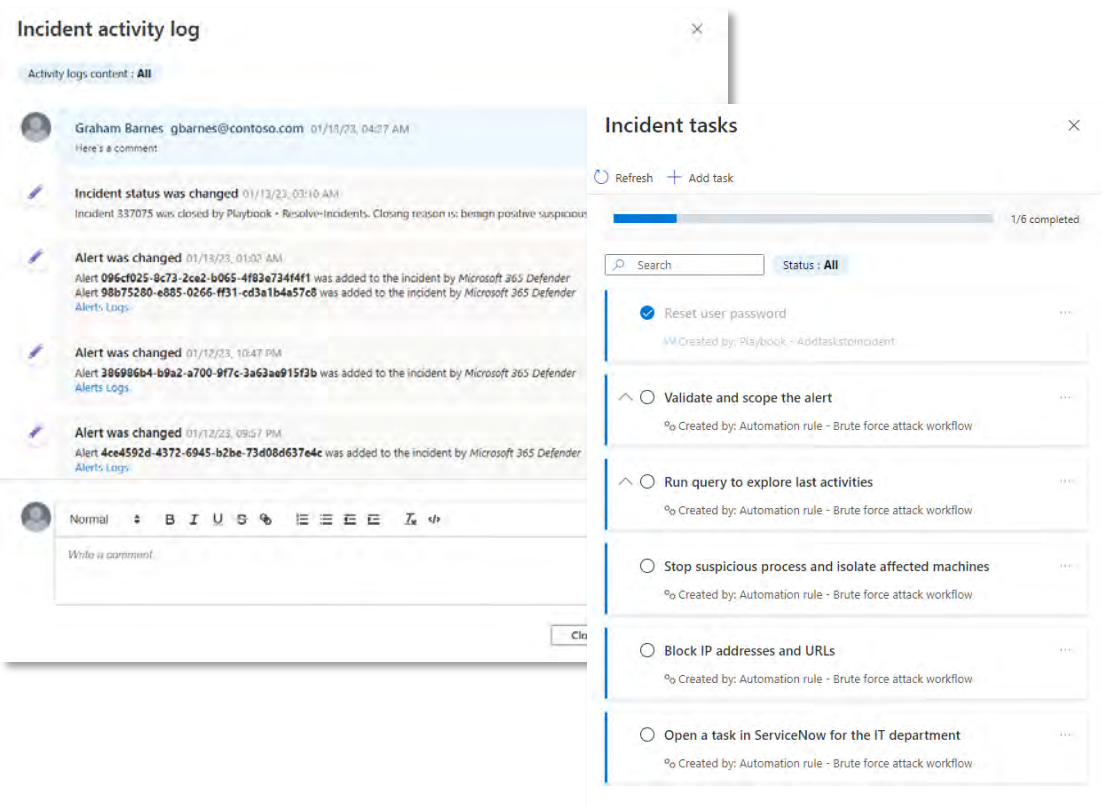 Incident activity log
Activity logs content : All
Graham Barnes gbarnes@contoso.com 01/13/23, 04:27 AM
Here's a comment
Incident status was changed 01/13/23, 03:10 AM
Incident 337075 was closed by Playbook - Resolve-Incidents. Closing reason is: benign positive suspicious
Alert was changed 01/13/23, 01:02 AM
Alert 096cf025-8c73-2ce2-b065-4f83e734f4f1 was added to the incident by Microsoft 365 Defender
Alert 98b75280-e885-0266-ff31-cd3a1b4a57c8 was added to the incident by Microsoft 365 Defender
Alerts Logs
Alert was changed 01/12/23, 10:47 PM
Alert 386986b4-b9a2-a700-9f7c-3a63ae915f3b was added to the incident by Microsoft 365 Defender
Alerts Logs
Alert was changed 01/12/23, 09:57 PM
Alert 4ce4592d-4372-6945-b2be-73d08d637e4c was added to the incident by Microsoft 365 Defender
Alerts Logs
Normal B I U S
Write a comment
Clo
Incident tasks
Refresh + Add task
1/6 completed
Search Status : All
Reset user password
Created by: Playbook - Addtaskstoincident
Validate and scope the alert
Created by: Automation rule - Brute force attack workflow
Run query to explore last activities
Created by: Automation rule - Brute force attack workflow
Stop suspicious process and isolate affected machines
Created by: Automation rule - Brute force attack workflow
Block IP addresses and URLs
Created by: Automation rule - Brute force attack workflow
Open a task in ServiceNow for the IT department
Created by: Automation rule - Brute force attack workflow